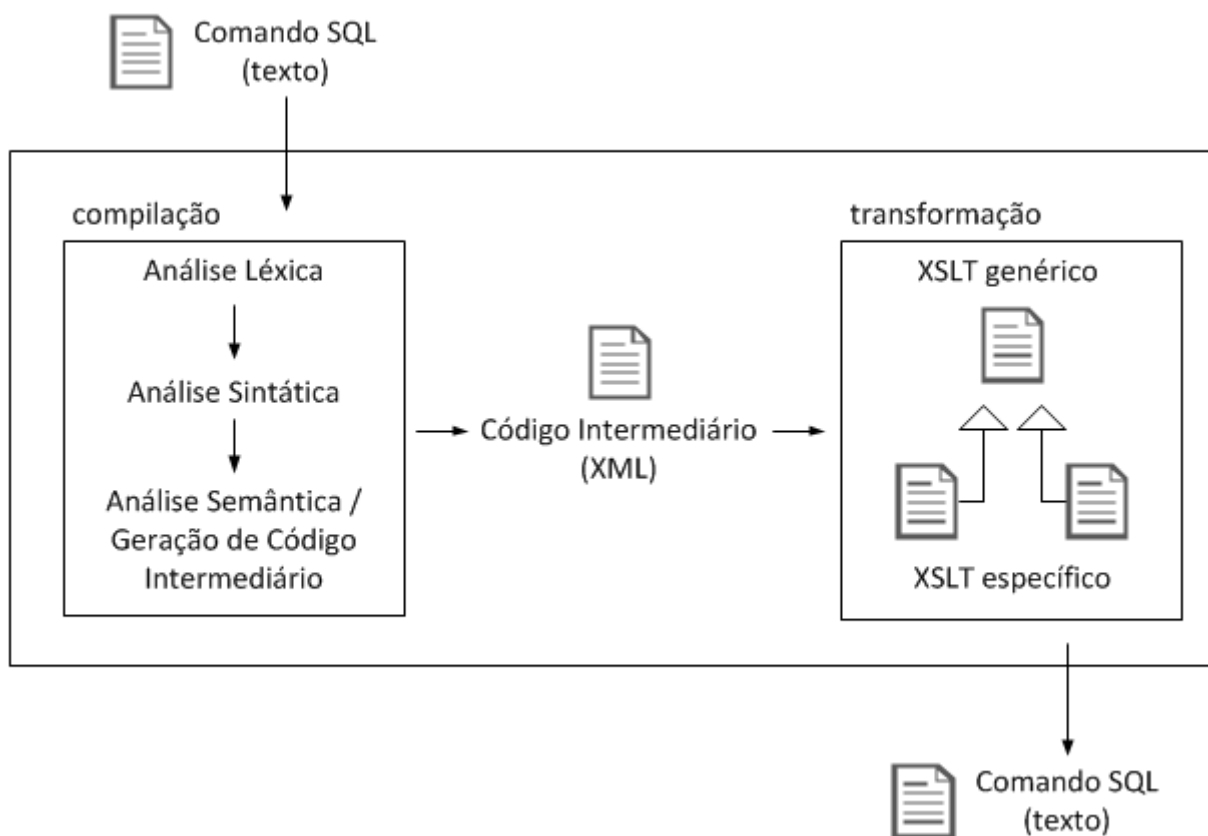 Comando SQL
(texto)
compilação
Análise Léxica
Análise Sintática
Análise Semântica /
Geração de Código
Intermediário
Código Intermediário
(XML)
transformação
XSLT genérico
XSLT específico
Comando SQL
(texto)